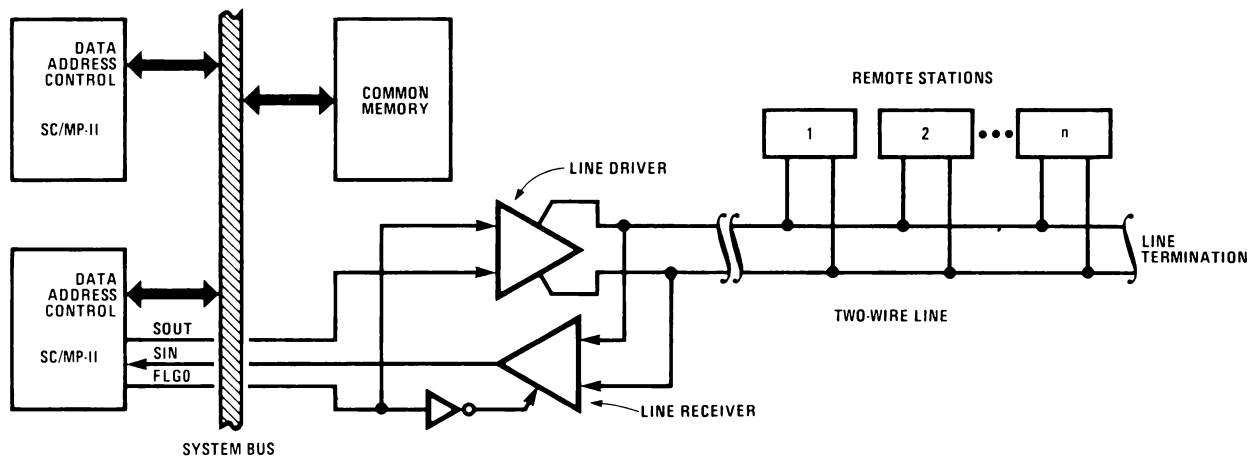 DATA
ADDRESS
CONTROL
SC/MP-II
COMMON
MEMORY
REMOTE STATIONS
1
2
n
LINE DRIVER
LINE
TERMINATION
DATA
ADDRESS
CONTROL
SC/MP-II
SOUT
SIN
FLG0
TWO-WIRE LINE
LINE RECEIVER
SYSTEM BUS